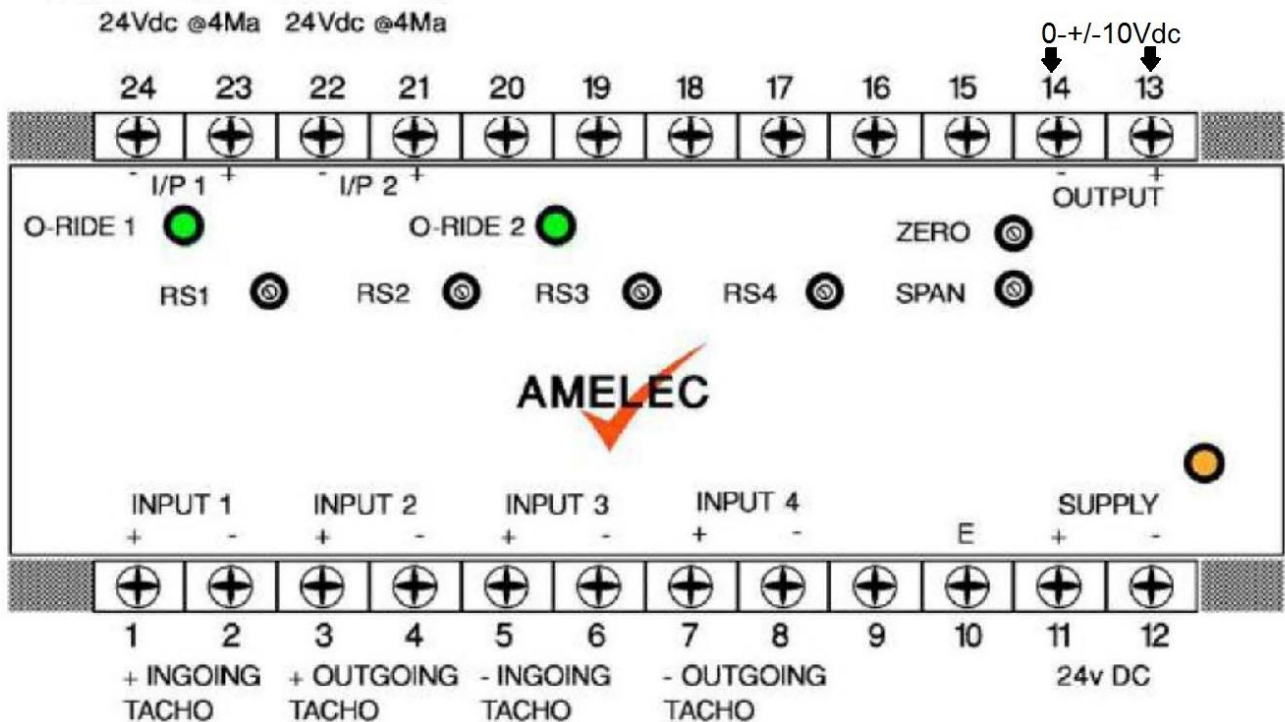 24Vdc @4Ma 24Vdc @4Ma
0-+/-10Vdc
24 23 22 21 20 19 18 17 16 15 14 13
- I/P 1 + - I/P 2 + - +
OUTPUT
O-RIDE 1 O-RIDE 2 ZERO
RS1 RS2 RS3 RS4 SPAN
AMELEC
INPUT 1 INPUT 2 INPUT 3 INPUT 4 SUPPLY
+ - + - + - + - E + -
1 2 3 4 5 6 7 8 9 10 11 12
+ INGOING + OUTGOING - INGOING - OUTGOING 24v DC
TACHO TACHO TACHO TACHO